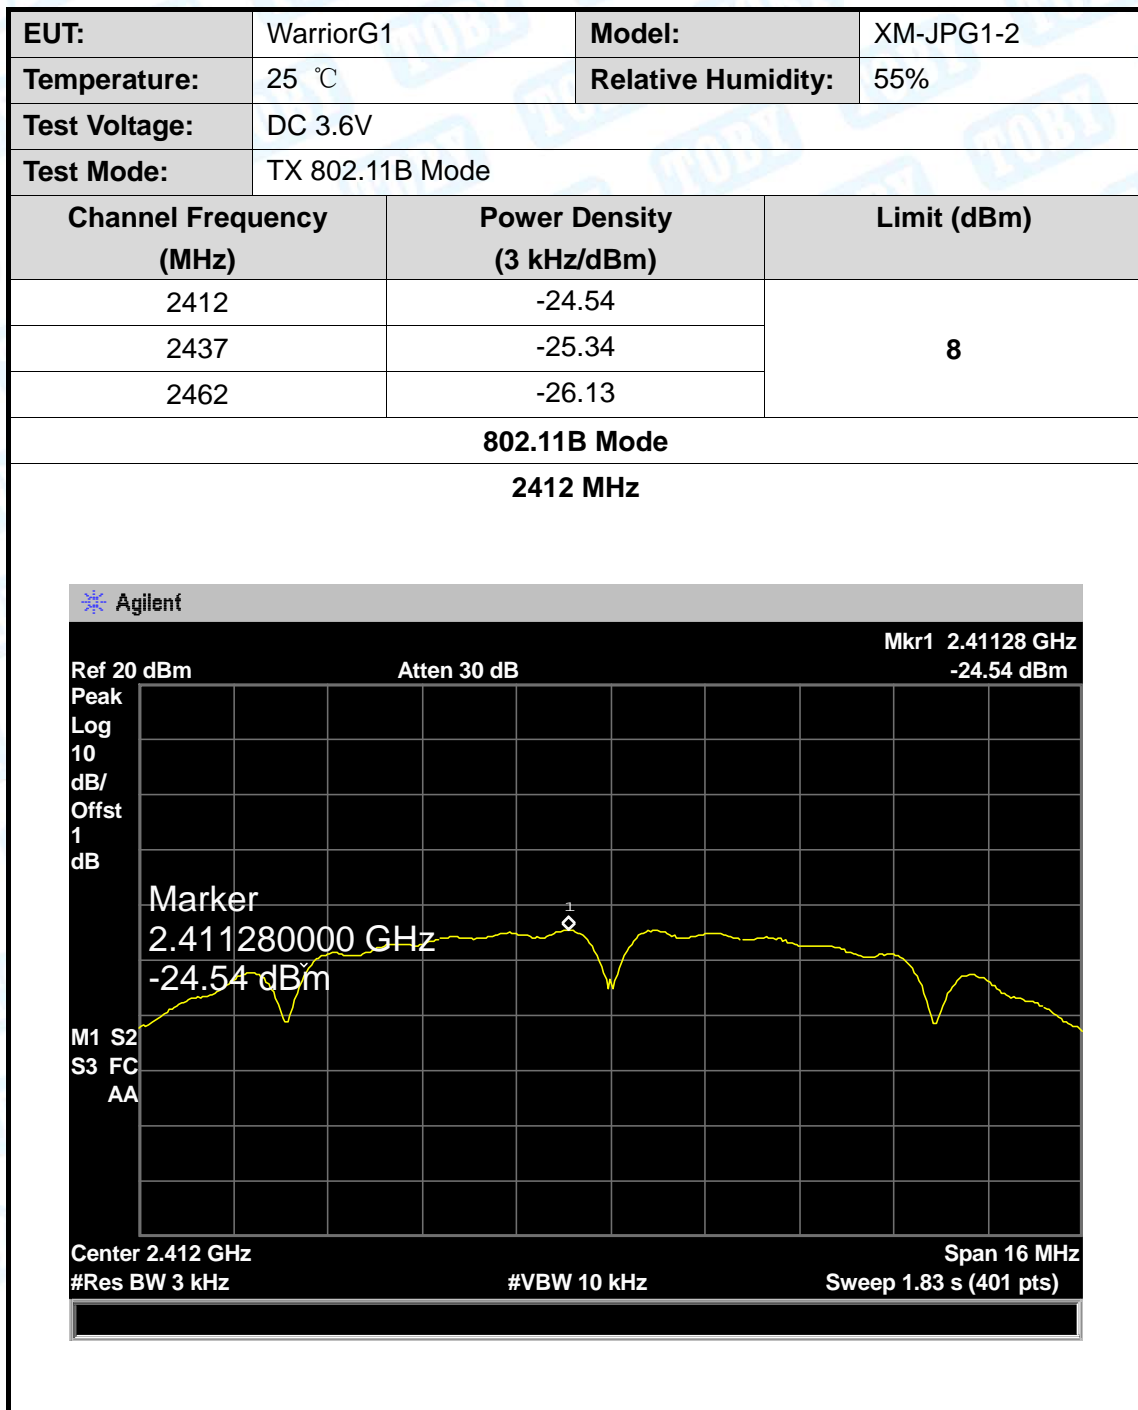 EUT: WarriorG1 Model: XM-JPG1-2
Temperature: 25 ℃ Relative Humidity: 55%
Test Voltage: DC 3.6V
Test Mode: TX 802.11B Mode
Channel Frequency (MHz) Power Density (3 kHz/dBm) Limit (dBm)
2412 -24.54
2437 -25.34 8
2462 -26.13
802.11B Mode
2412 MHz
Agilent
Mkr1 2.41128 GHz
Ref 20 dBm Atten 30 dB -24.54 dBm
Peak
Log
10
dB/
Offst
1
dB
1
Marker
2.411280000 GHz
-24.54 dBm
M1 S2
S3 FC
AA
Center 2.412 GHz Span 16 MHz
#Res BW 3 kHz #VBW 10 kHz Sweep 1.83 s (401 pts)
TOBY